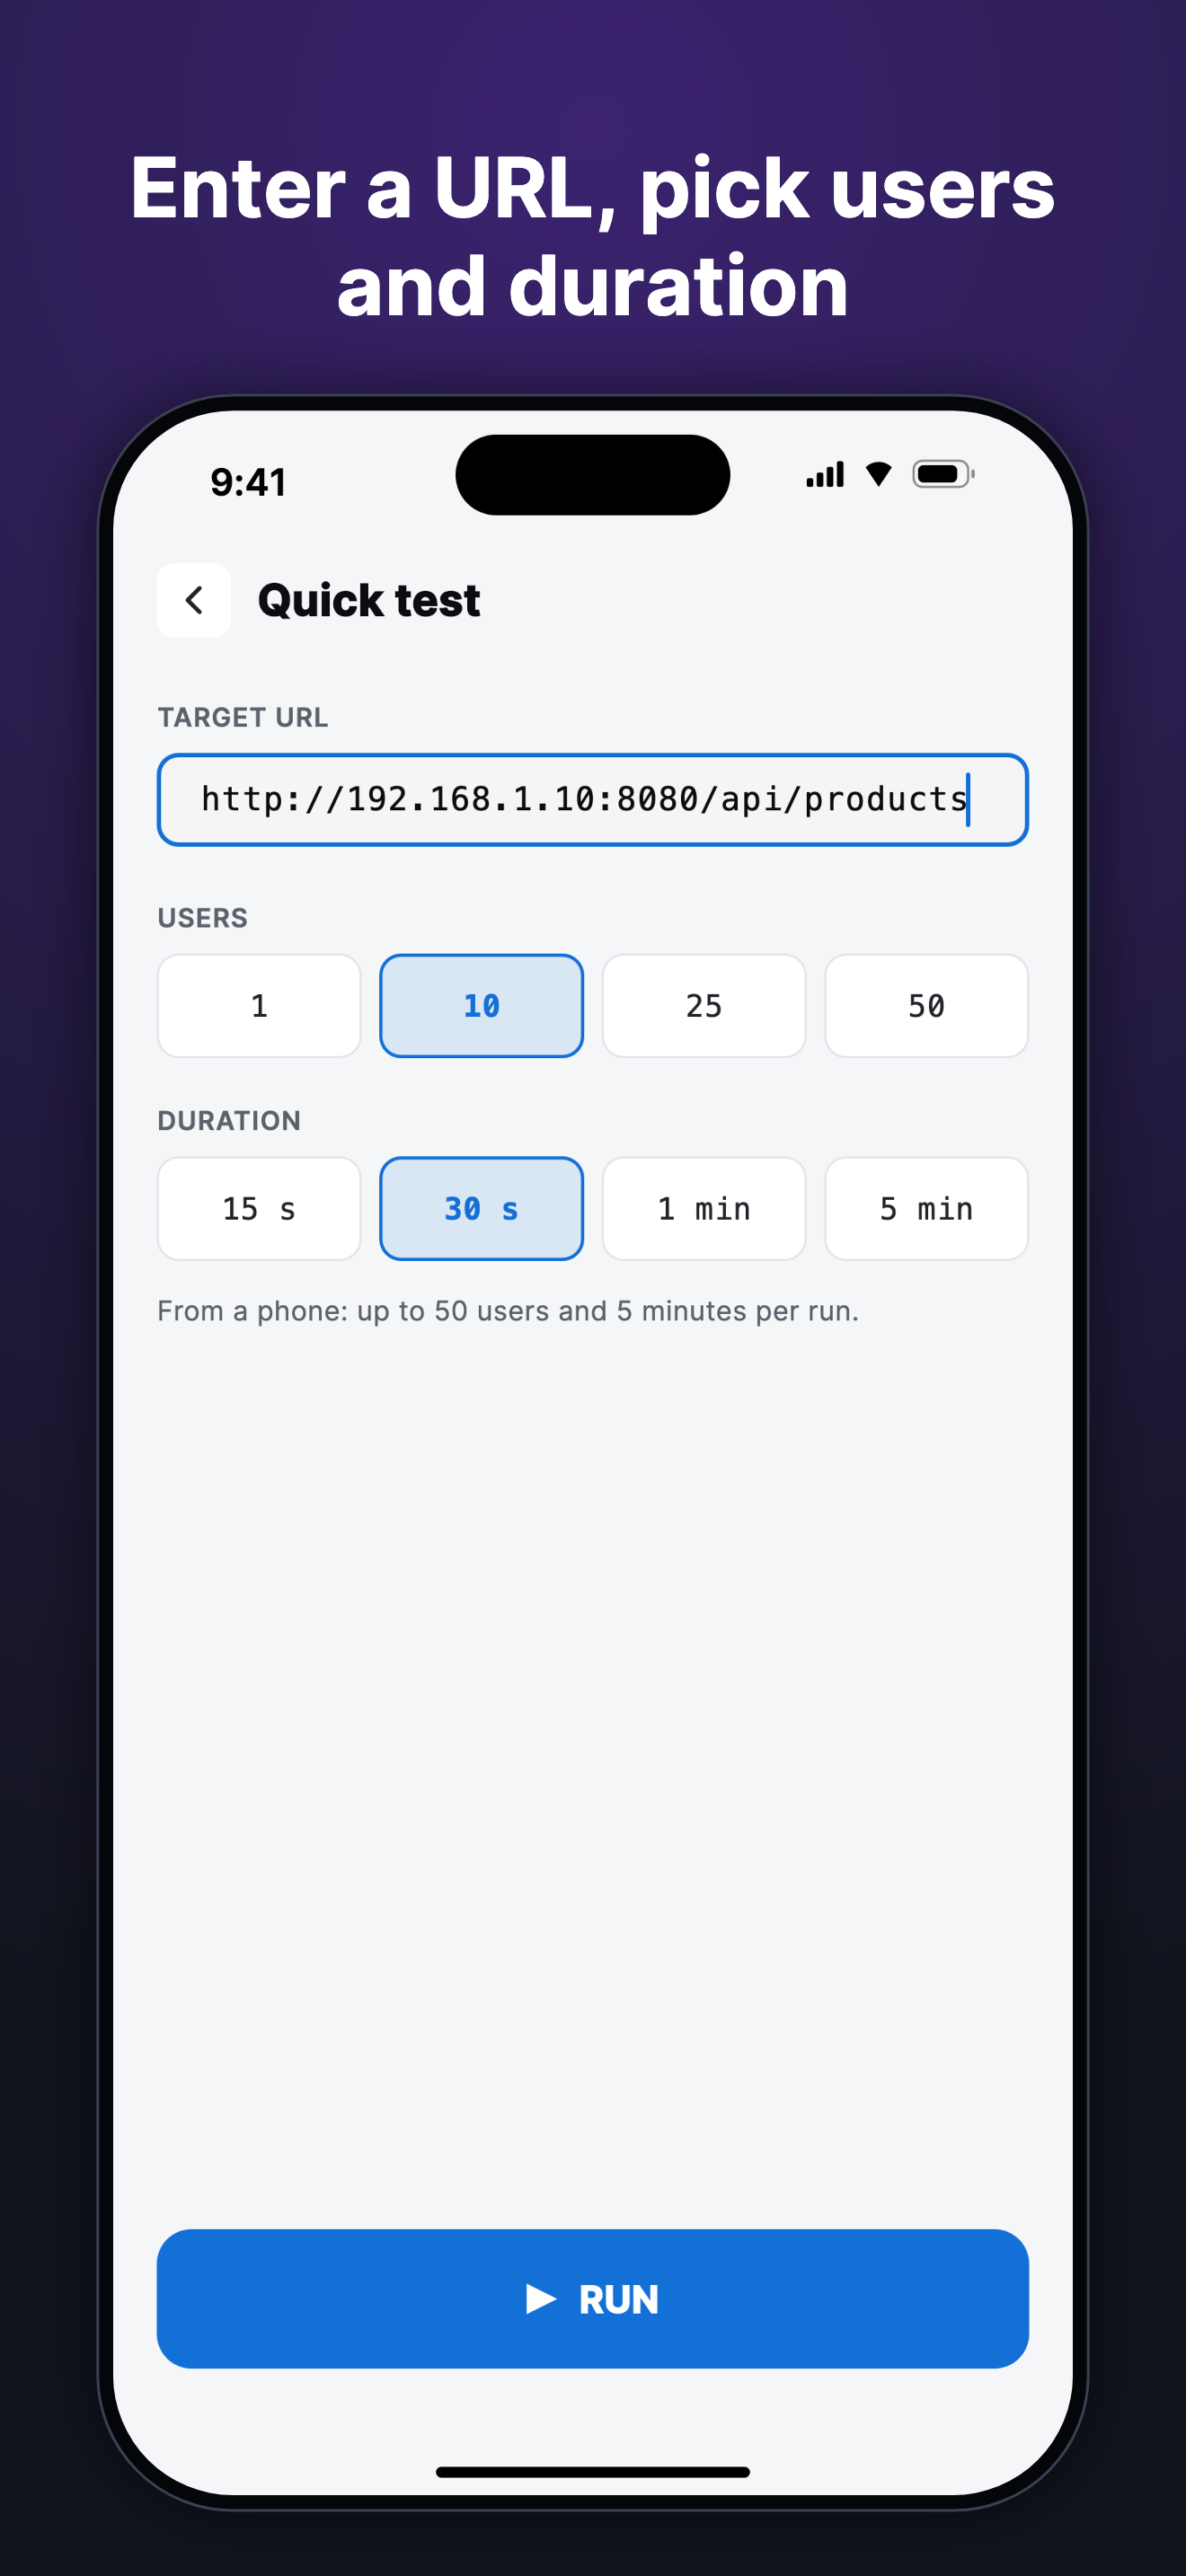 Enter a URL, pick users
and duration
9:41
Quick test
TARGET URL
http://192.168.1.10:8080/api/products
USERS
1 10 25 50
DURATION
15 s 30 s 1 min 5 min
From a phone: up to 50 users and 5 minutes per run.
RUN